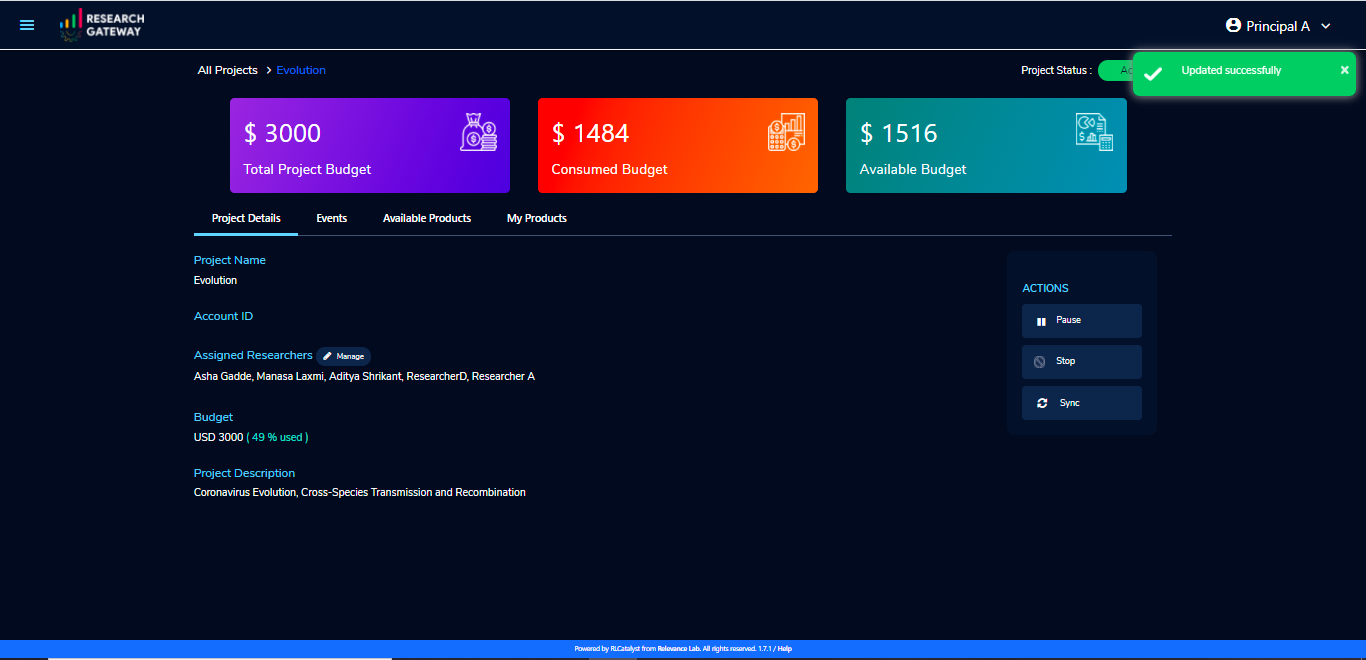 RESEARCH
GATEWAY
Principal A
All Projects > Evolution
Project Status :
Updated successfully
$ 3000
Total Project Budget
$ 1484
Consumed Budget
$ 1516
Available Budget
Project Details
Events
Available Products
My Products
Project Name
Evolution
Account ID
Assigned Researchers
Manage
Asha Gadde, Manasa Laxmi, Aditya Shrikant, ResearcherD, Researcher A
Budget
USD 3000 ( 49 % used )
Project Description
Coronavirus Evolution, Cross-Species Transmission and Recombination
ACTIONS
Pause
Stop
Sync
Powered by RLCatalyst from Relevance Lab. All rights reserved. 1.7.1 / Help